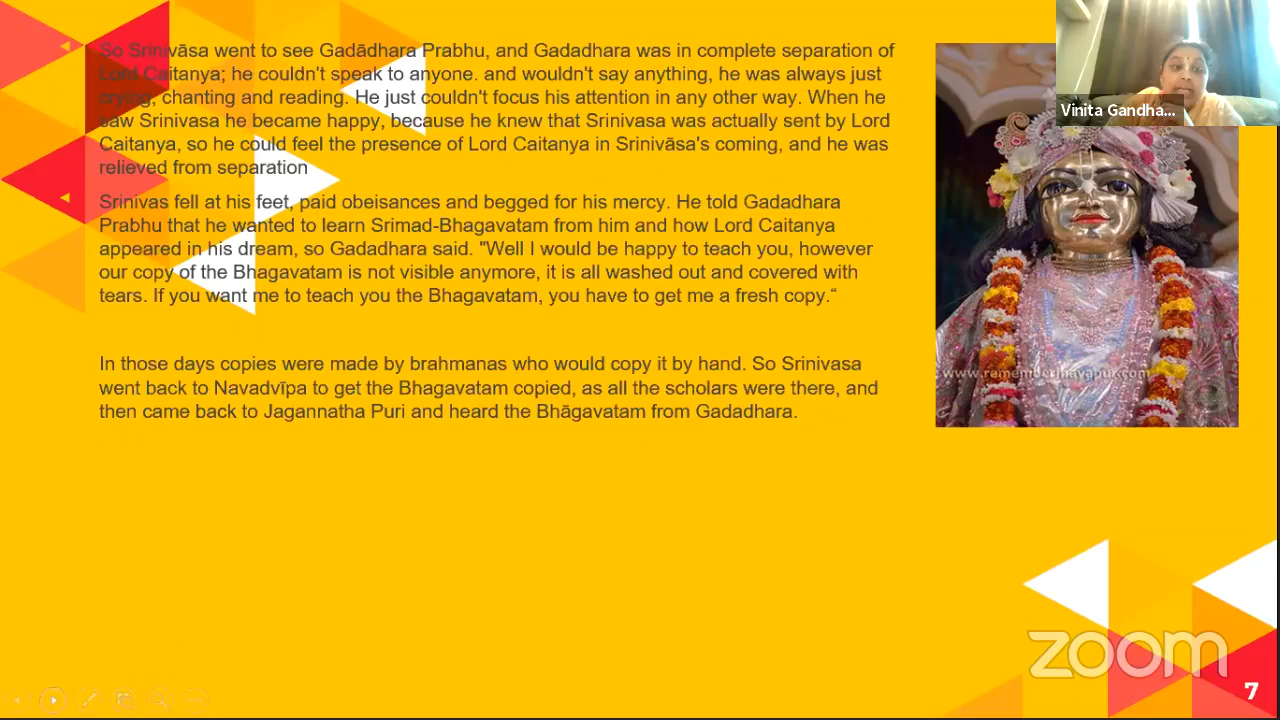 So Srinivāsa went to see Gadādhara Prabhu, and Gadadhara was in complete separation of
Lord Caitanya; he couldn't speak to anyone. and wouldn't say anything, he was always just
crying, chanting and reading. He just couldn't focus his attention in any other way. When he
saw Srinivasa he became happy, because he knew that Srinivasa was actually sent by Lord
Caitanya, so he could feel the presence of Lord Caitanya in Srinivāsa's coming, and he was
relieved from separation
Srinivas fell at his feet, paid obeisances and begged for his mercy. He told Gadadhara
Prabhu that he wanted to learn Srimad-Bhagavatam from him and how Lord Caitanya
appeared in his dream, so Gadadhara said. "Well I would be happy to teach you, however
our copy of the Bhagavatam is not visible anymore, it is all washed out and covered with
tears. If you want me to teach you the Bhagavatam, you have to get me a fresh copy.“
In those days copies were made by brahmanas who would copy it by hand. So Srinivasa
went back to Navadvīpa to get the Bhagavatam copied, as all the scholars were there, and
then came back to Jagannatha Puri and heard the Bhāgavatam from Gadadhara.
Vinita Gandha...
www.remembermayapur.com
zoom
7